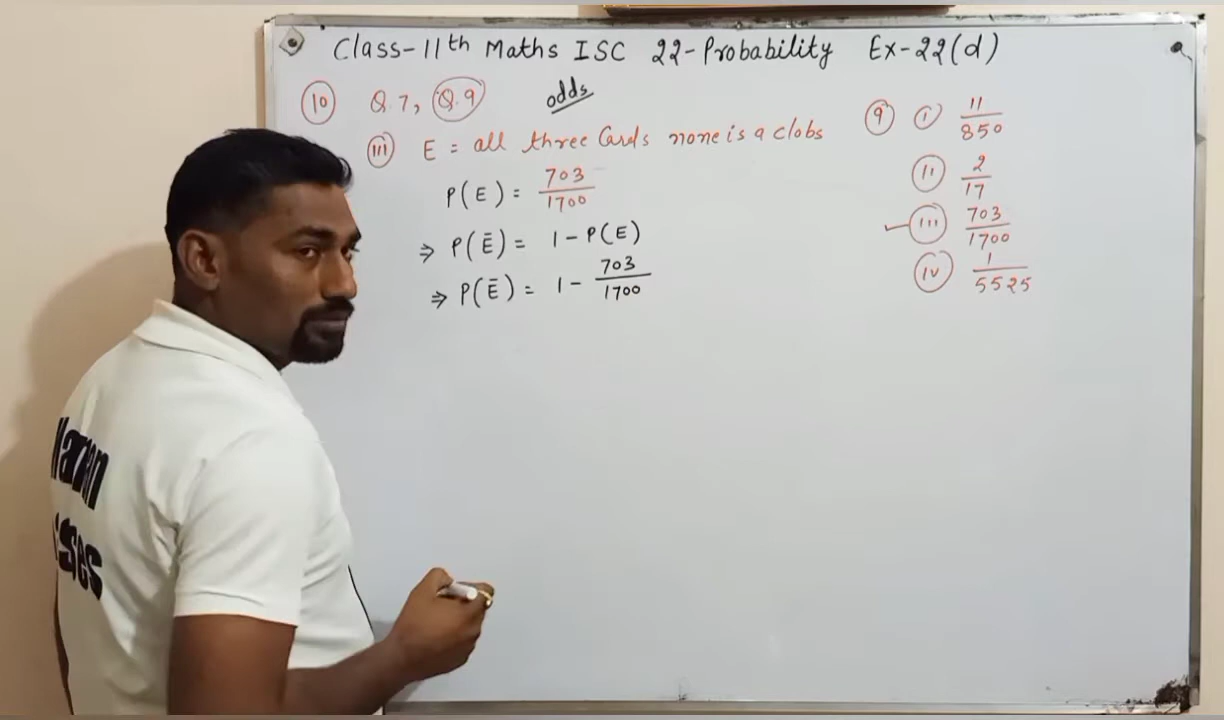 Class-11th Maths ISC 22-Probability Ex-22(d)
10 Q.7, Q.9 odds
(iii) E = all three Cards none is a clobs
P(E) = 703/1700
⇒ P(Ē) = 1 - P(E)
⇒ P(Ē) = 1 - 703/1700
9 (i) 11/850
(ii) 2/17
(iii) 703/1700
(iv) 1/5525